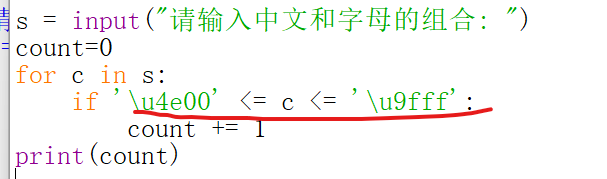 s = input("请输入中文和字母的组合: ")
count=0
for c in s:
    if '\u4e00' <= c <= '\u9fff':
        count += 1
print(count)